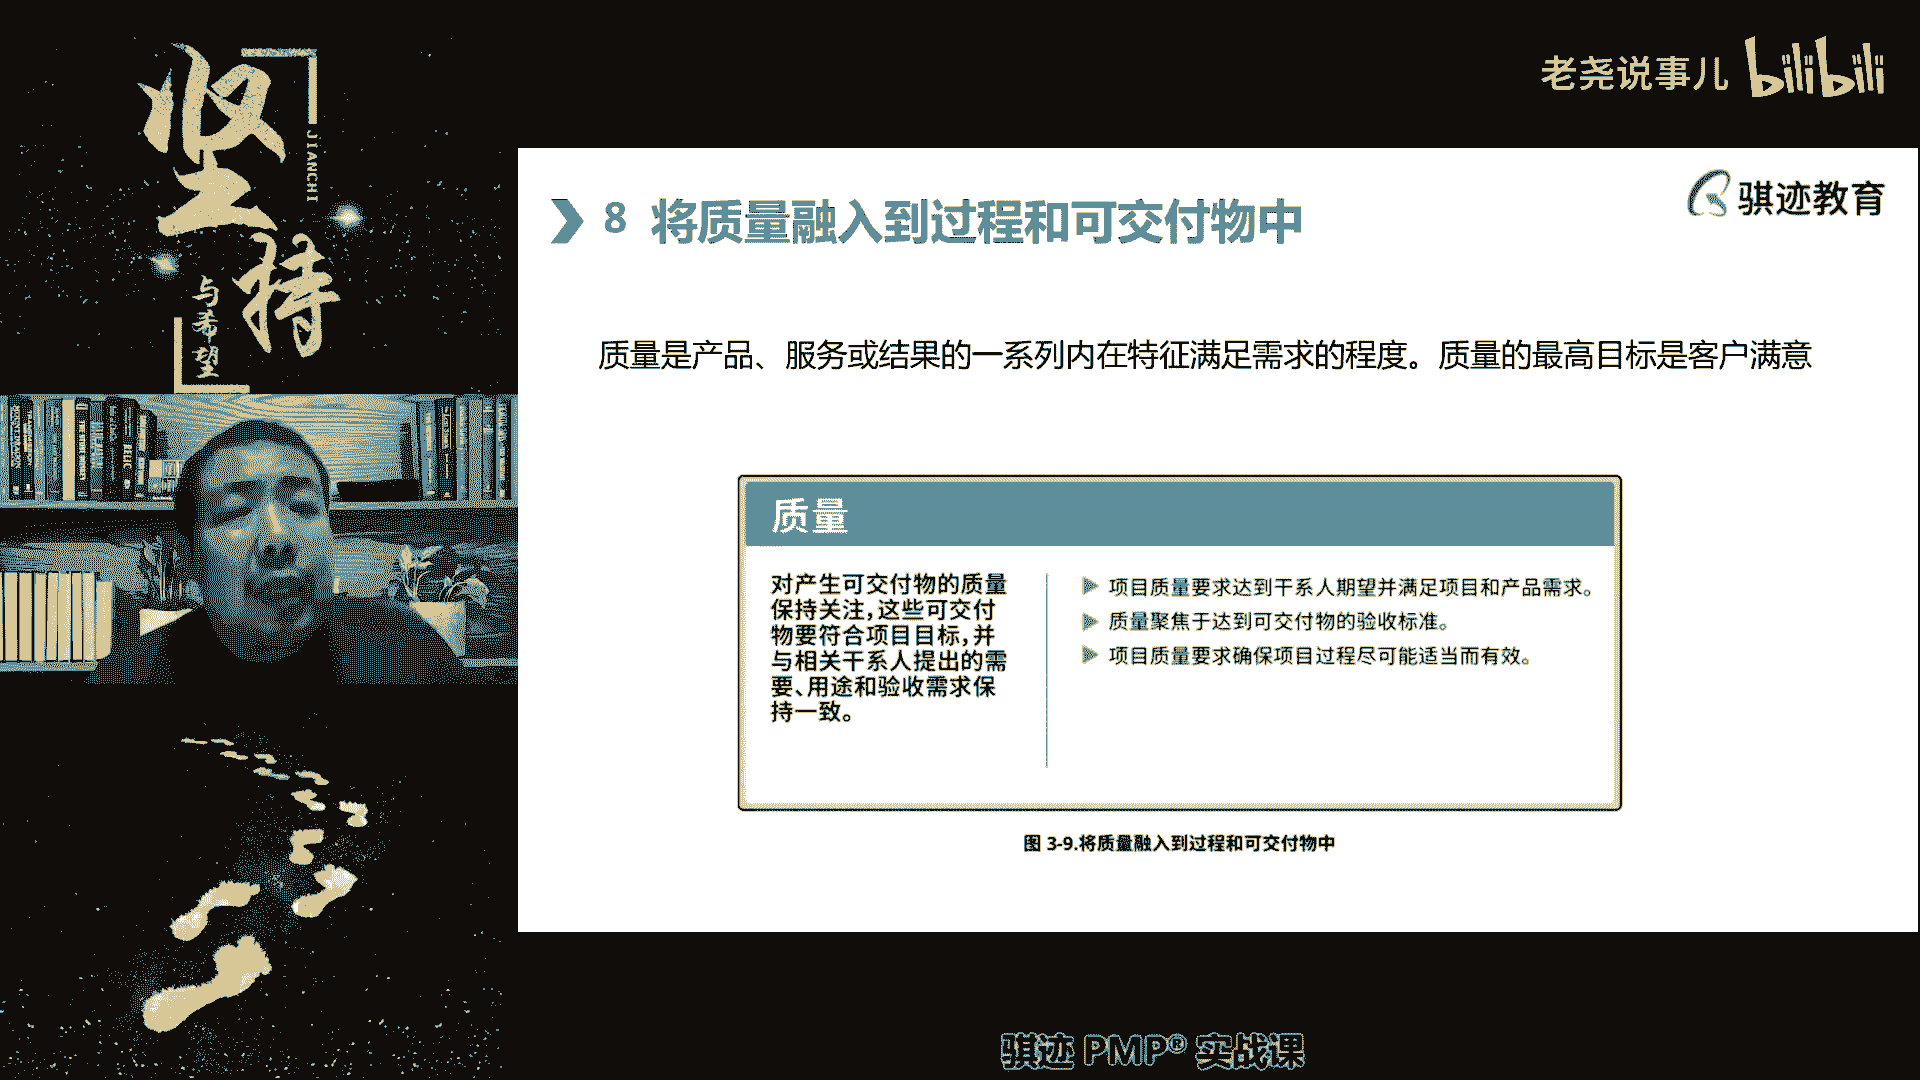 坚持
JIANCHI
与希望
老尧说事儿 bilibili
骐迹教育
8 将质量融入到过程和可交付物中
质量是产品、服务或结果的一系列内在特征满足需求的程度。质量的最高目标是客户满意
质量
对产生可交付物的质量
保持关注，这些可交付
物要符合项目目标，并
与相关干系人提出的需
要、用途和验收需求保
持一致。
项目质量要求达到干系人期望并满足项目和产品需求。
质量聚焦于达到可交付物的验收标准。
项目质量要求确保项目过程尽可能适当而有效。
图 3-9.将质量融入到过程和可交付物中
骐迹 PMP® 实战课